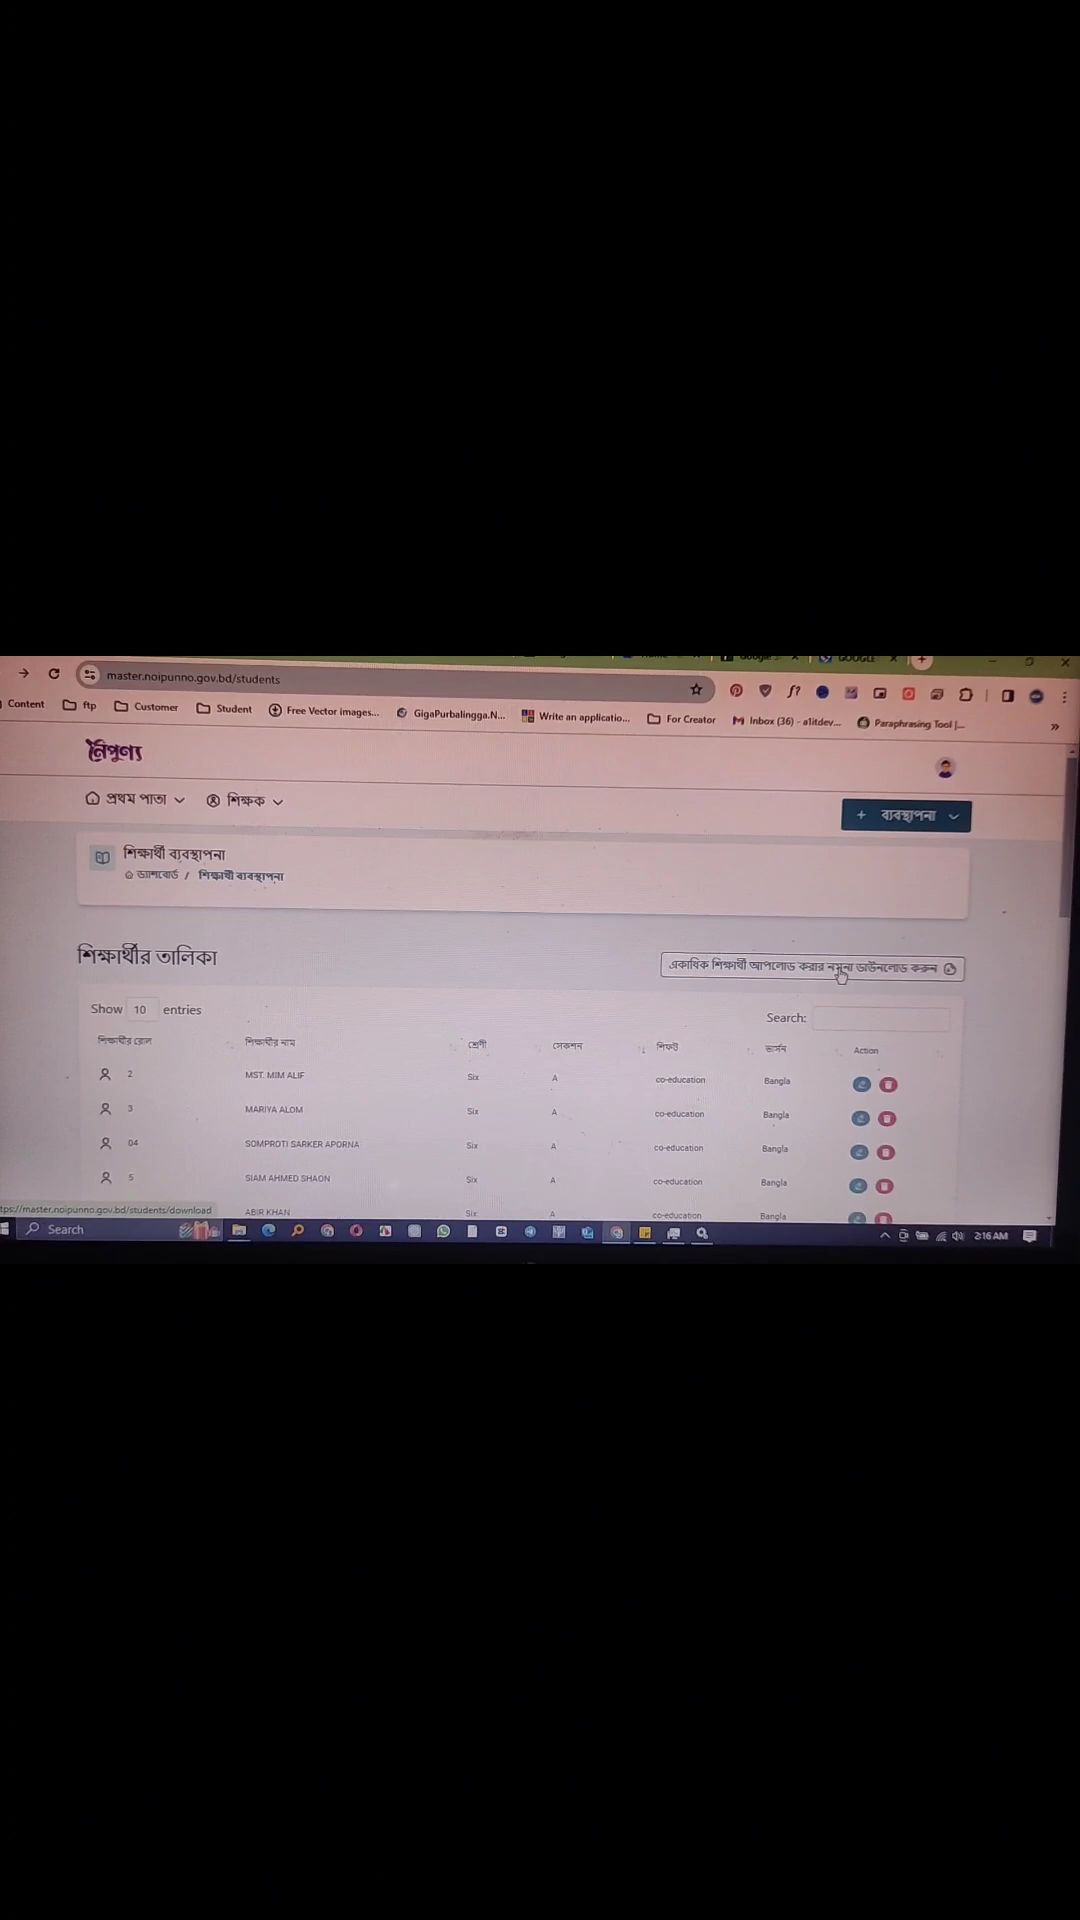 master.noipunno.gov.bd/students
Content ftp Customer Student Free Vector images... GigaPurbalingga.N... Write an applicatio... For Creator Inbox (36) - a1itdev... Paraphrasing Tool |... »
নৈপুণ্য
প্রথম পাতা শিক্ষক
+ ব্যবস্থাপনা
শিক্ষার্থী ব্যবস্থাপনা
ড্যাশবোর্ড / শিক্ষার্থী ব্যবস্থাপনা
শিক্ষার্থীর তালিকা
একাধিক শিক্ষার্থী আপলোড করার নমুনা ডাউনলোড করুন
Show 10 entries
Search:
শিক্ষার্থীর রোল শিক্ষার্থীর নাম শ্রেণী সেকশন শিফট ভার্সন Action
2 MST. MIM ALIF Six A co-education Bangla
3 MARIYA ALOM Six A co-education Bangla
04 SOMPROTI SARKER APORNA Six A co-education Bangla
5 SIAM AHMED SHAON Six A co-education Bangla
ABIR KHAN Six A co-education Bangla
tps://master.noipunno.gov.bd/students/download
Search
2:16 AM